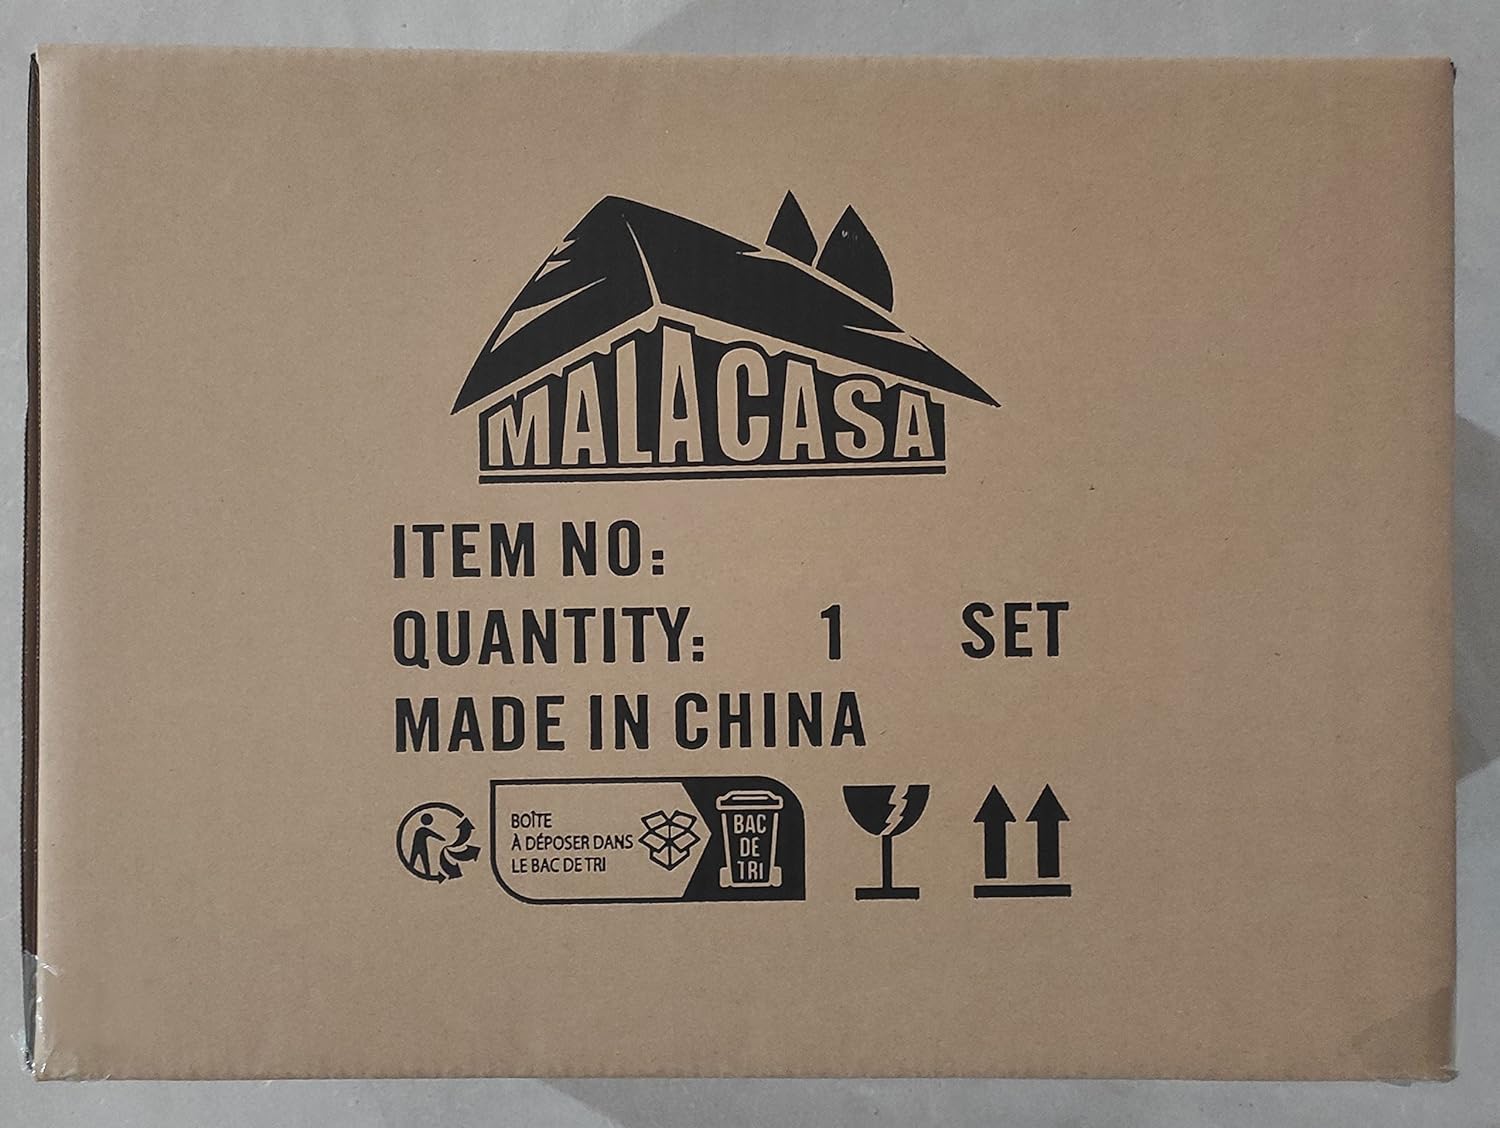 MALACASA
ITEM NO:
QUANTITY: 1 SET
MADE IN CHINA
BOÎTE
À DÉPOSER DANS
LE BAC DE TRI
BAC
DE
TRI